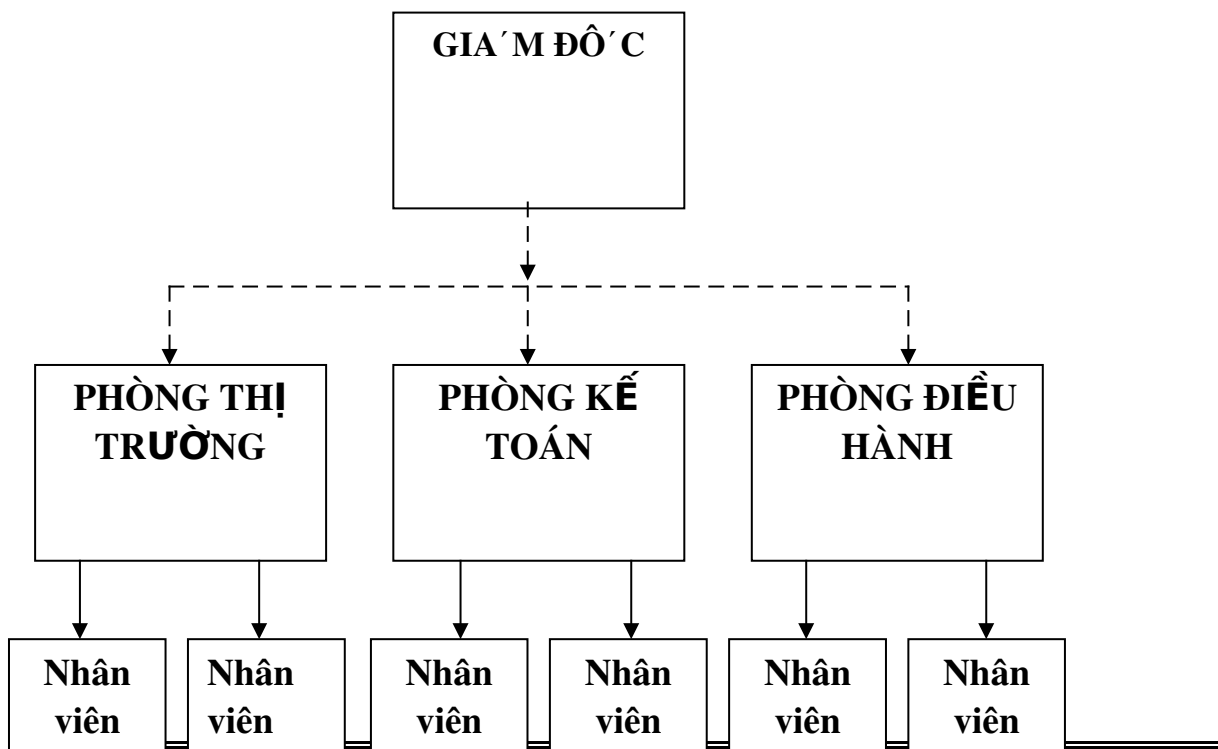 GIA´M ĐÔ´C
PHÒNG THỊ
TRƯỜNG
PHÒNG KẾ
TOÁN
PHÒNG ĐIỀU
HÀNH
Nhân
viên
Nhân
viên
Nhân
viên
Nhân
viên
Nhân
viên
Nhân
viên